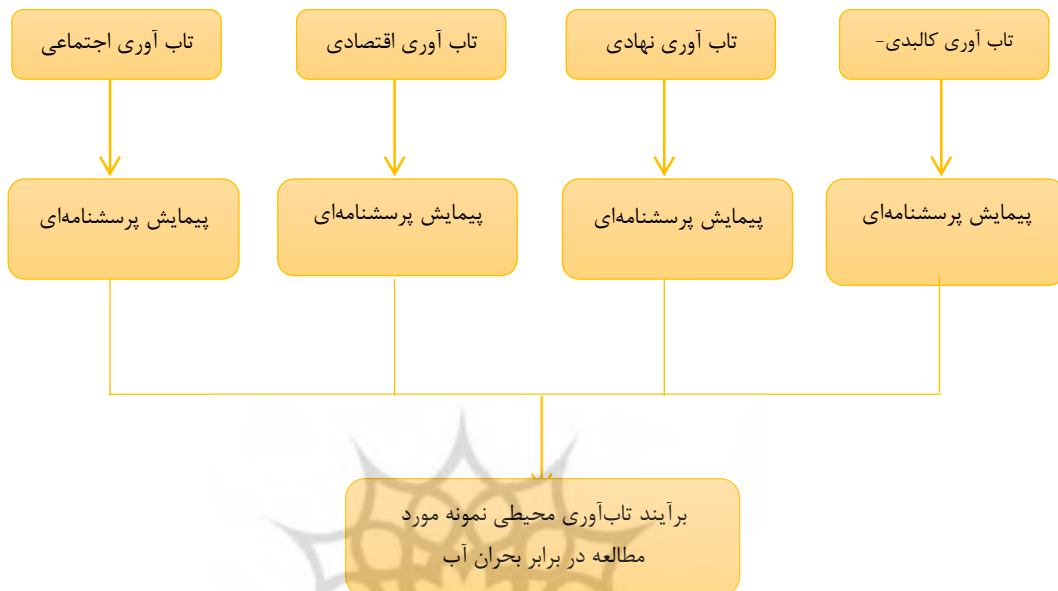 تاب آوری کالبدی-
تاب آوری نهادی
تاب آوری اقتصادی
تاب آوری اجتماعی
پیمایش پرسشنامه‌ای
پیمایش پرسشنامه‌ای
پیمایش پرسشنامه‌ای
پیمایش پرسشنامه‌ای
برآیند تاب‌آوری محیطی نمونه مورد
مطالعه در برابر بحران آب